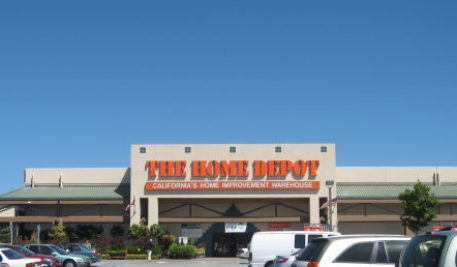 THE HOME DEPOT
CALIFORNIA'S HOME IMPROVEMENT WAREHOUSE